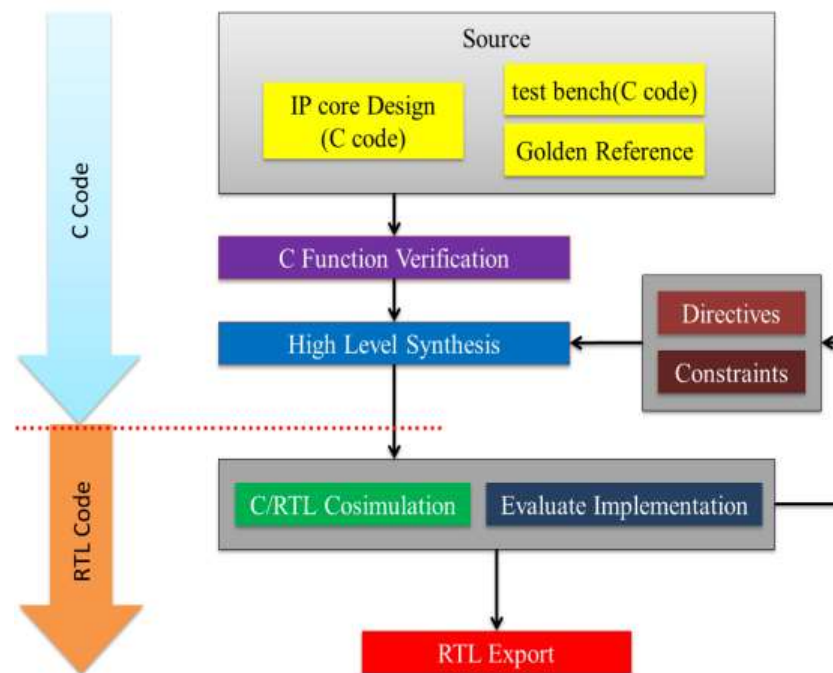 Source
IP core Design
(C code)
test bench(C code)
Golden Reference
C Code
C Function Verification
High Level Synthesis
Directives
Constraints
RTL Code
C/RTL Cosimulation
Evaluate Implementation
RTL Export